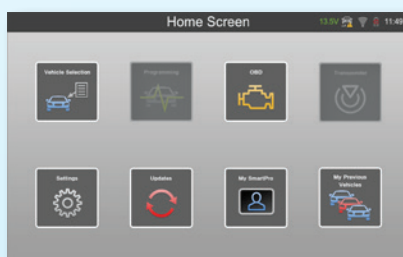 Home Screen
13.5V
11:49
Vehicle Selection
Programming
OBD
Transponder
Settings
Updates
My SmartPro
My Previous
Vehicles